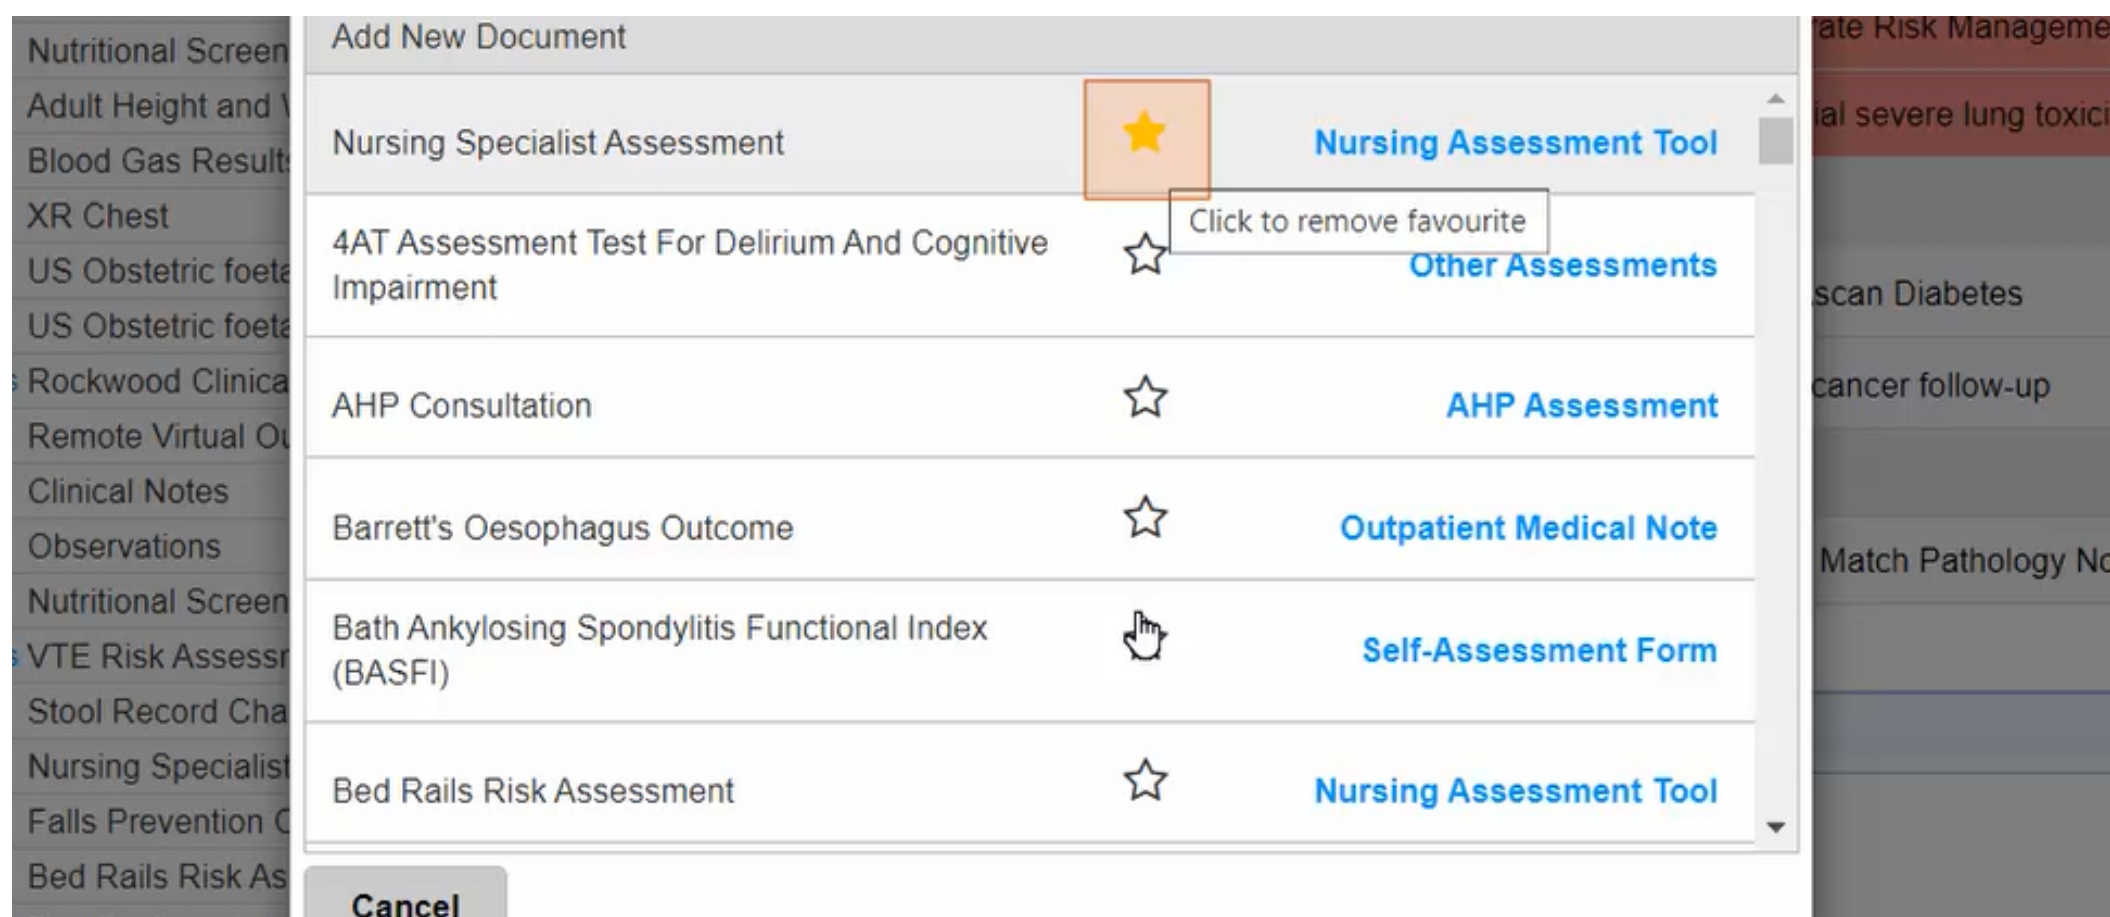 Add New Document
Nursing Specialist Assessment
Nursing Assessment Tool
Click to remove favourite
4AT Assessment Test For Delirium And Cognitive
Impairment
Other Assessments
AHP Consultation
AHP Assessment
Barrett's Oesophagus Outcome
Outpatient Medical Note
Bath Ankylosing Spondylitis Functional Index
(BASFI)
Self-Assessment Form
Bed Rails Risk Assessment
Nursing Assessment Tool
Cancel
Nutritional Screen
Adult Height and
Blood Gas Results
XR Chest
US Obstetric foeta
US Obstetric foeta
Rockwood Clinica
Remote Virtual
Clinical Notes
Observations
Nutritional Screen
VTE Risk Assessr
Stool Record Cha
Nursing Specialist
Falls Prevention
Bed Rails Risk As
ate Risk Manageme
ial severe lung toxici
scan Diabetes
cancer follow-up
Match Pathology No